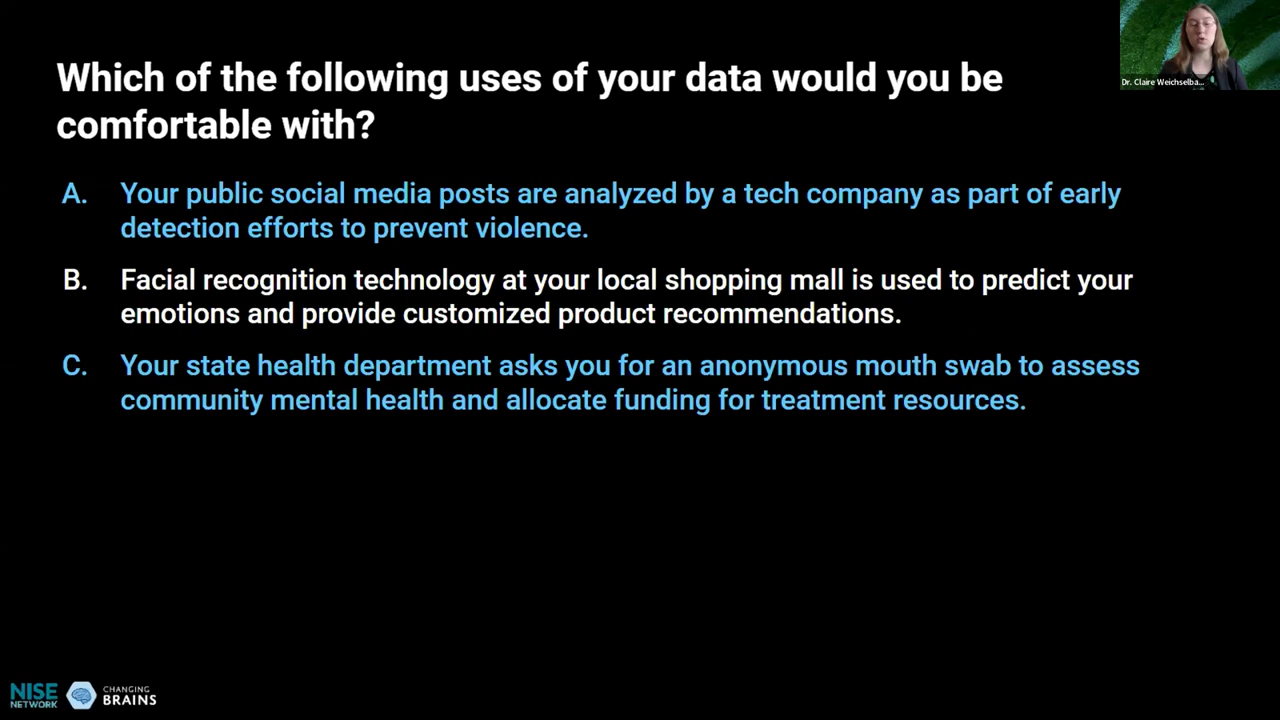 Which of the following uses of your data would you be
comfortable with?
A. Your public social media posts are analyzed by a tech company as part of early
detection efforts to prevent violence.
B. Facial recognition technology at your local shopping mall is used to predict your
emotions and provide customized product recommendations.
C. Your state health department asks you for an anonymous mouth swab to assess
community mental health and allocate funding for treatment resources.
Dr. Claire Weichselba...
NISE
NETWORK
CHANGING
BRAINS